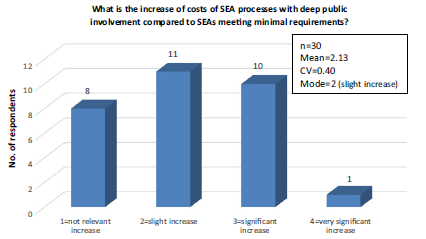 What is the increase of costs of SEA processes with deep public
involvement compared to SEAs meeting minimal requirements?
n=30
Mean=2.13
CV=0.40
Mode=2 (slight increase)
No. of respondents
12
10
8
6
4
2
0
8
11
10
1
1=not relevant
increase
2=slight increase
3=significant
increase
4=very significant
increase